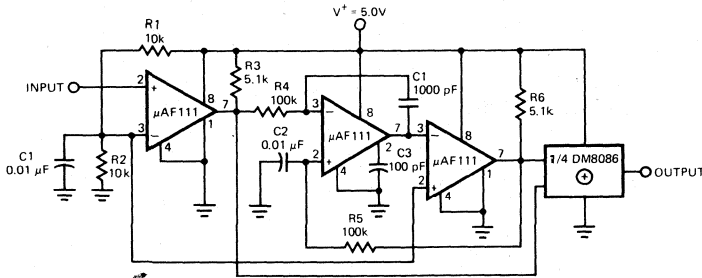 V+ = 5.0V
R1
10k
R3
5.1k
R4
100k
C1
1000 pF
R6
5.1k
INPUT
2
+
8
7
μAF111
3
−
1
4
C1
0.01 μF
R2
10k
3
−
8
μAF111
7
2
C2
0.01 μF
2
+
4
C3
100 pF
3
−
8
μAF111
7
2
+
1
4
R5
100k
1/4 DM8086
+
OUTPUT